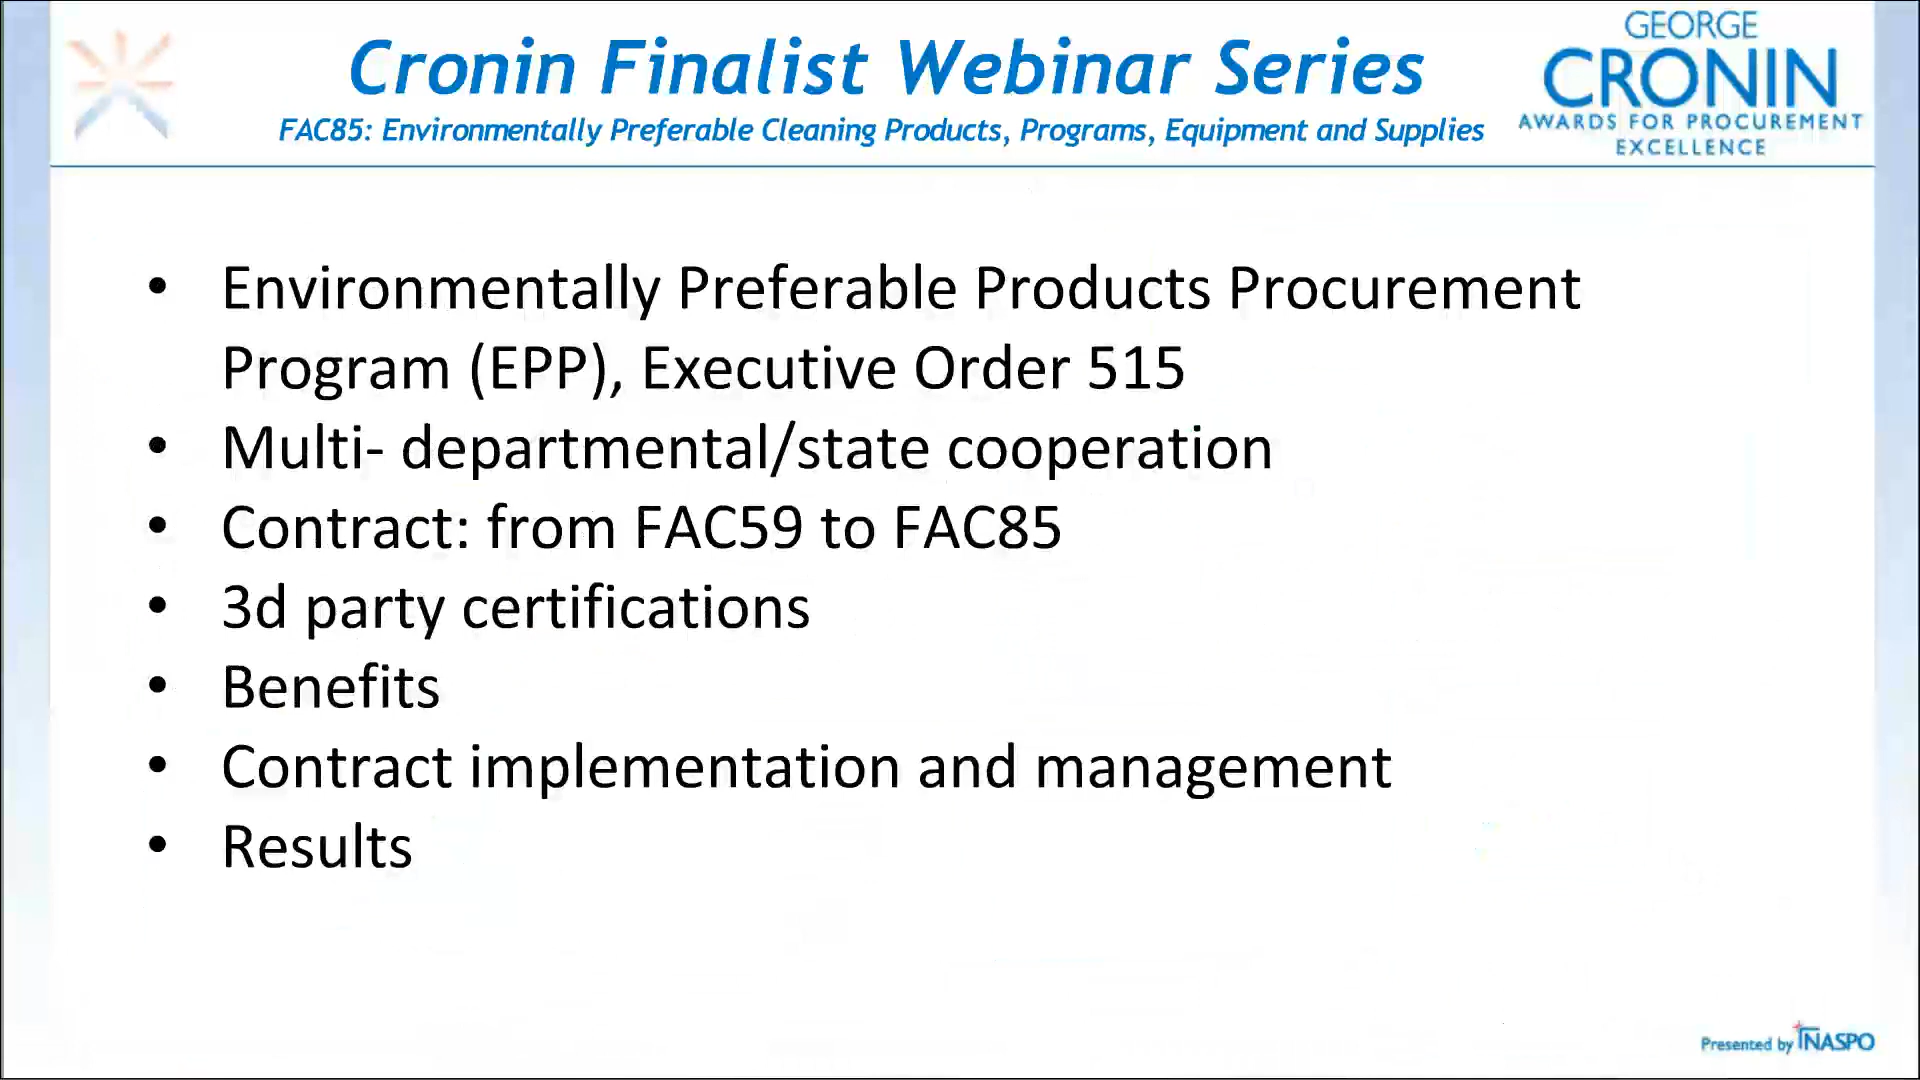 Cronin Finalist Webinar Series
FAC85: Environmentally Preferable Cleaning Products, Programs, Equipment and Supplies
GEORGE
CRONIN
AWARDS FOR PROCUREMENT
EXCELLENCE
• Environmentally Preferable Products Procurement
Program (EPP), Executive Order 515
• Multi- departmental/state cooperation
• Contract: from FAC59 to FAC85
• 3d party certifications
• Benefits
• Contract implementation and management
• Results
Presented by NASPO